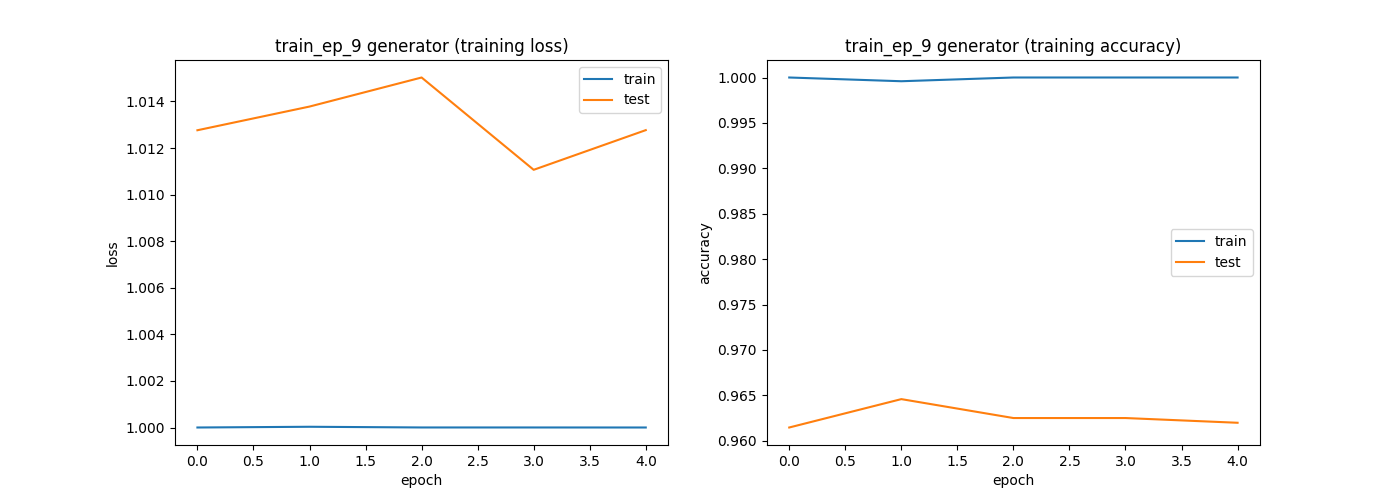 train_ep_9 generator (training loss)
train
test
1.014
1.012
1.010
1.008
1.006
1.004
1.002
1.000
loss
0.0 0.5 1.0 1.5 2.0 2.5 3.0 3.5 4.0
epoch
train_ep_9 generator (training accuracy)
1.000
0.995
0.990
0.985
0.980
0.975
0.970
0.965
0.960
accuracy
train
test
0.0 0.5 1.0 1.5 2.0 2.5 3.0 3.5 4.0
epoch